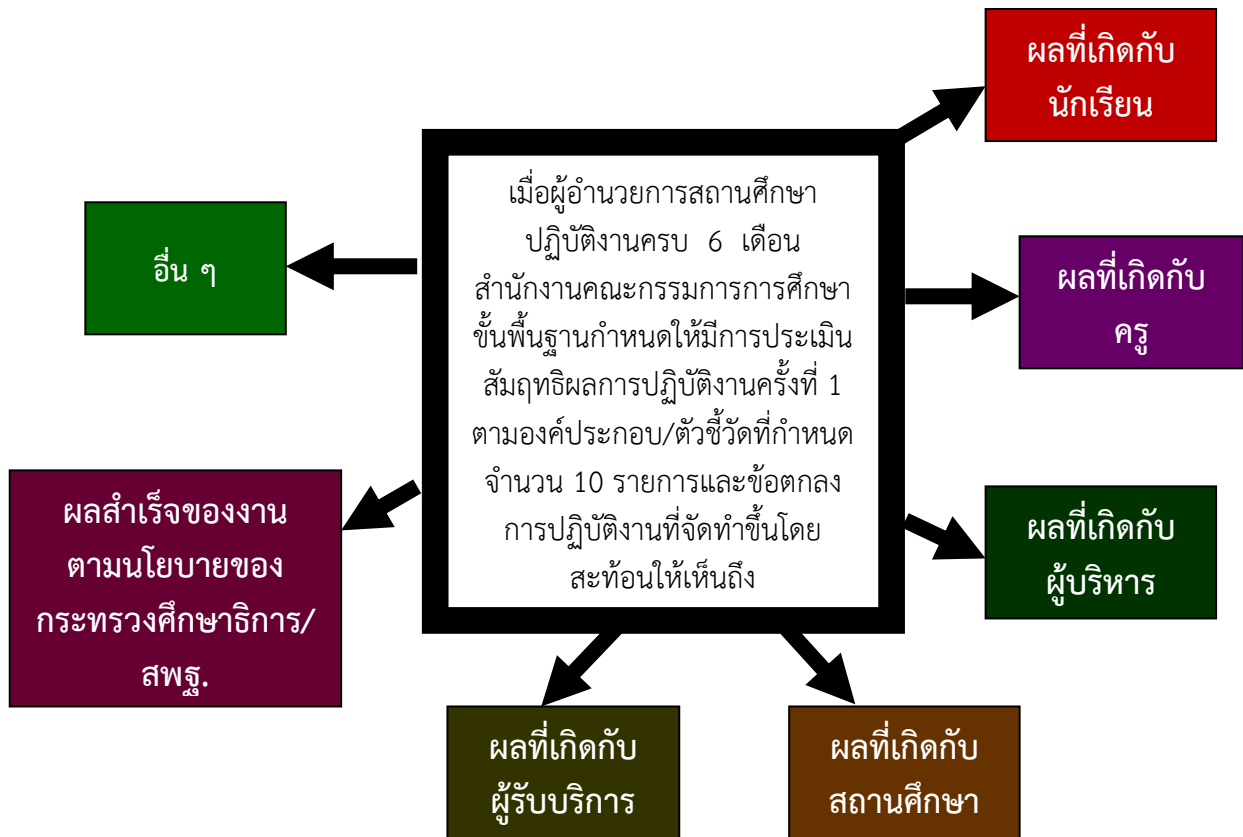 ผลที่เกิดกับ
นักเรียน
เมื่อผู้อำนวยการสถานศึกษา
ปฏิบัติงานครบ 6 เดือน
สำนักงานคณะกรรมการการศึกษา
ขั้นพื้นฐานกำหนดให้มีการประเมิน
สัมฤทธิผลการปฏิบัติงานครั้งที่ 1
ตามองค์ประกอบ/ตัวชี้วัดที่กำหนด
จำนวน 10 รายการและข้อตกลง
การปฏิบัติงานที่จัดทำขึ้นโดย
สะท้อนให้เห็นถึง
อื่น ๆ
ผลที่เกิดกับ
ครู
ผลสำเร็จของงาน
ตามนโยบายของ
กระทรวงศึกษาธิการ/
สพฐ.
ผลที่เกิดกับ
ผู้บริหาร
ผลที่เกิดกับ
ผู้รับบริการ
ผลที่เกิดกับ
สถานศึกษา